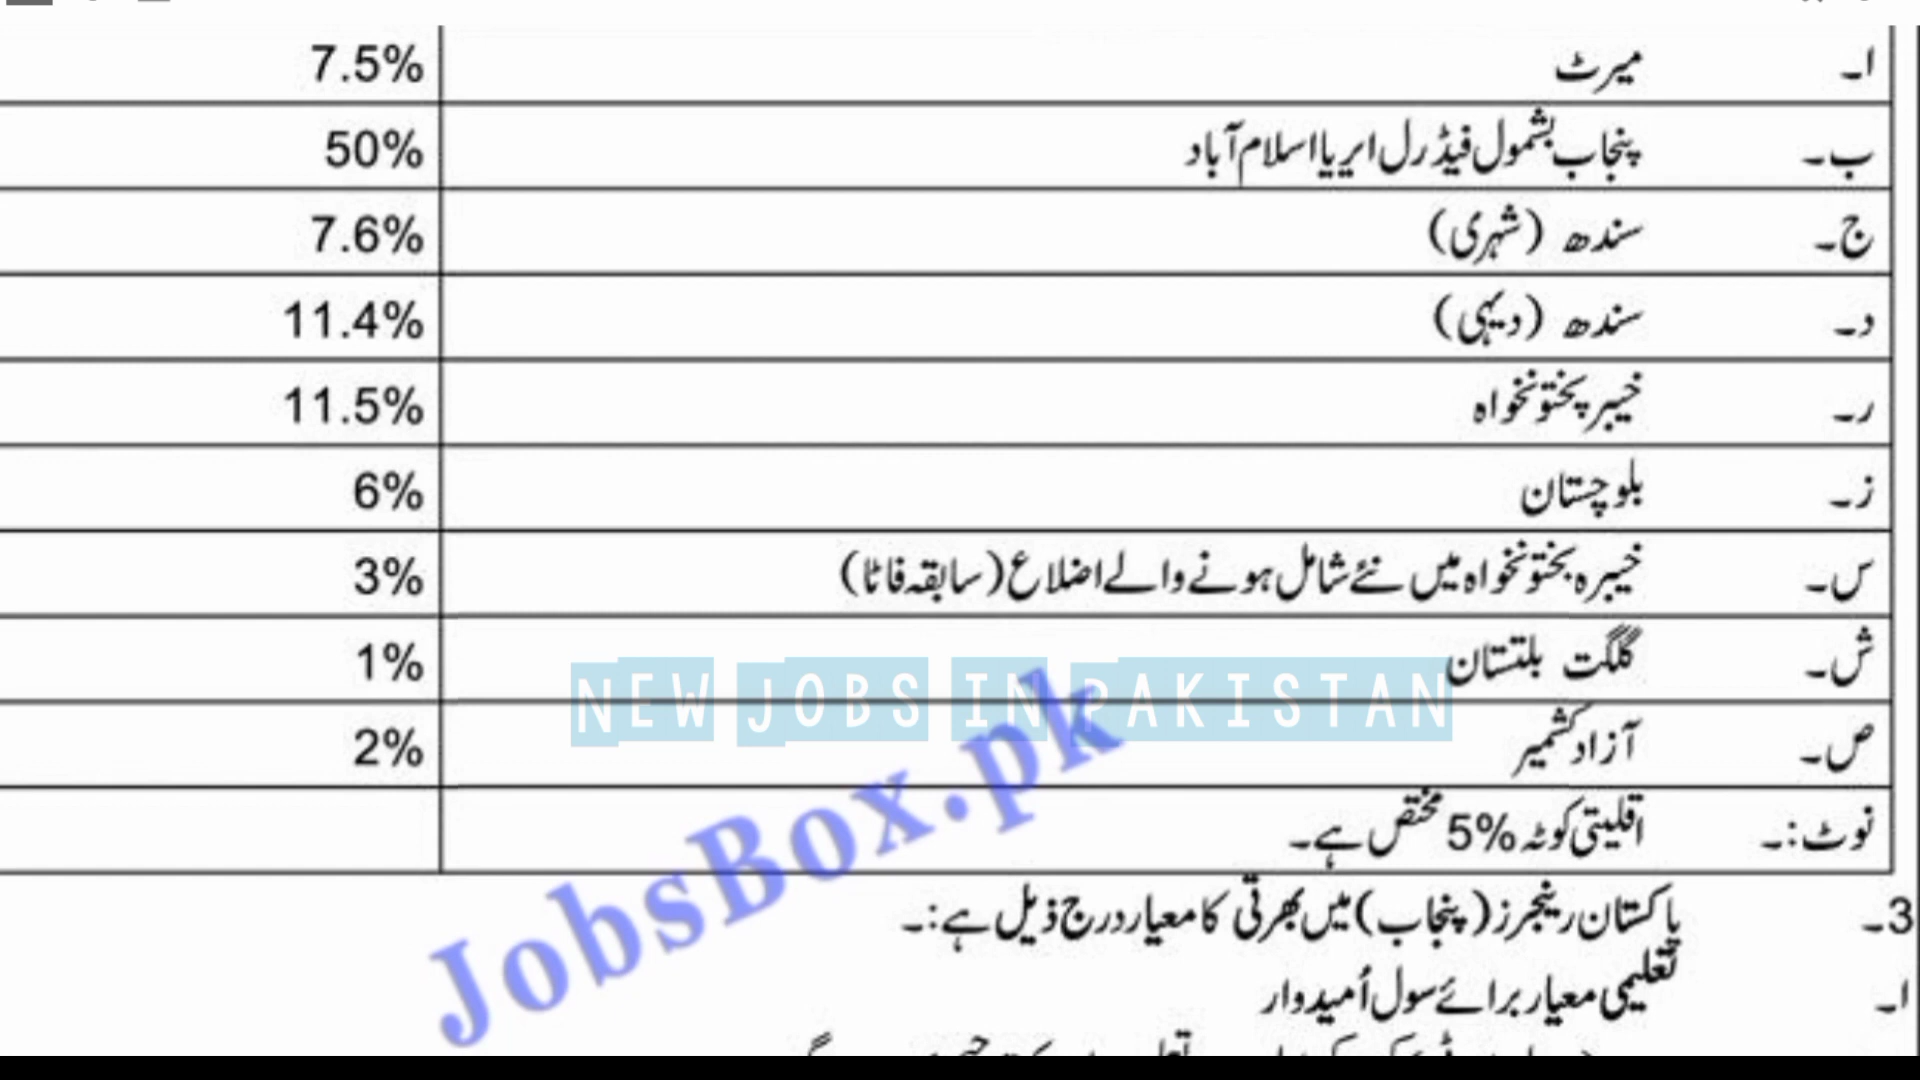 ا۔ میرٹ 7.5%
ب۔ پنجاب بشمول فیڈرل ایریا اسلام آباد 50%
ج۔ سندھ (شہری) 7.6%
د۔ سندھ (دیہی) 11.4%
ر۔ خیبر پختونخواہ 11.5%
ز۔ بلوچستان 6%
س۔ خیبرہ پختونخواہ میں نئے شامل ہونے والے اضلاع (سابقہ فاٹا) 3%
ش۔ گلگت بلتستان 1%
NEW JOBS IN PAKISTAN
ص۔ آزاد کشمیر 2%
نوٹ:۔ اقلیتی کوٹہ 5% مختص ہے۔
JobsBox.pk
3۔ پاکستان رینجرز (پنجاب) میں بھرتی کا معیار درج ذیل ہے:۔
ا۔ تعلیمی معیار برائے سول اُمیدوار